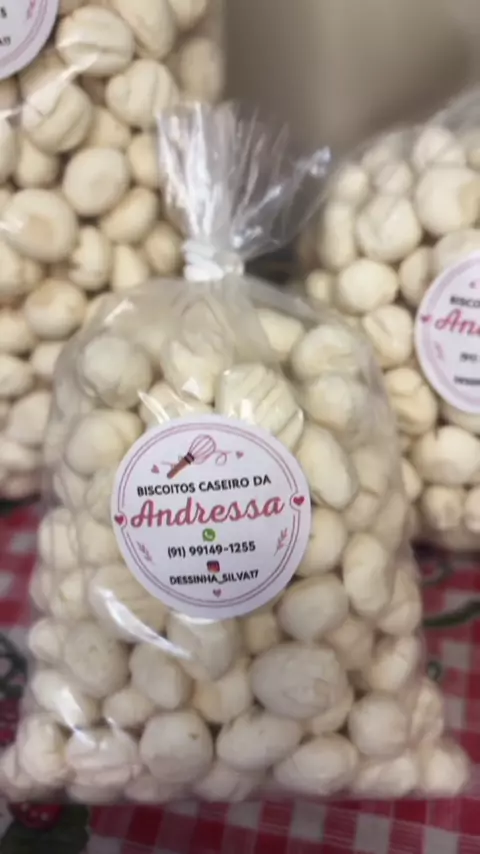 BISCOITOS CASEIRO DA
Andressa
(91) 99149-1255
DESSINHA_SILVA17